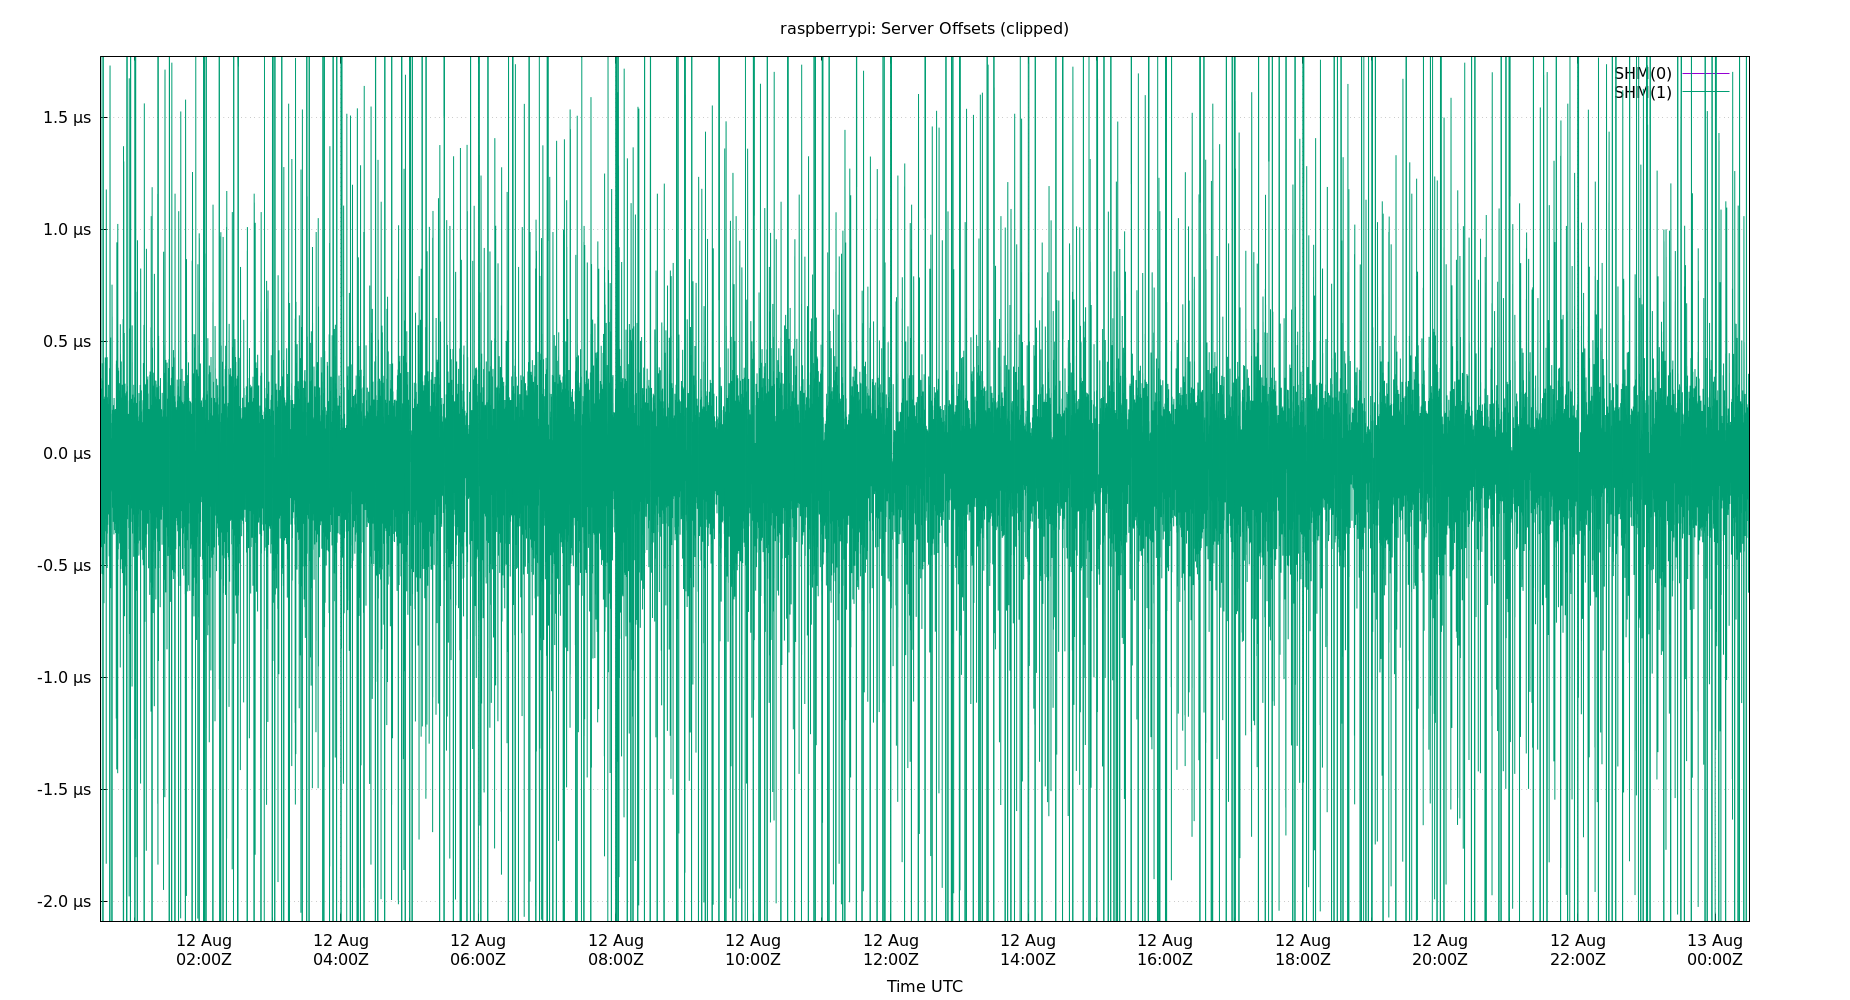 raspberrypi: Server Offsets (clipped)
SHM(0)
SHM(1)
1.5 µs
1.0 µs
0.5 µs
0.0 µs
-0.5 µs
-1.0 µs
-1.5 µs
-2.0 µs
12 Aug 12 Aug 12 Aug 12 Aug 12 Aug 12 Aug 12 Aug 12 Aug 12 Aug 12 Aug 12 Aug 13 Aug
02:00Z 04:00Z 06:00Z 08:00Z 10:00Z 12:00Z 14:00Z 16:00Z 18:00Z 20:00Z 22:00Z 00:00Z
Time UTC